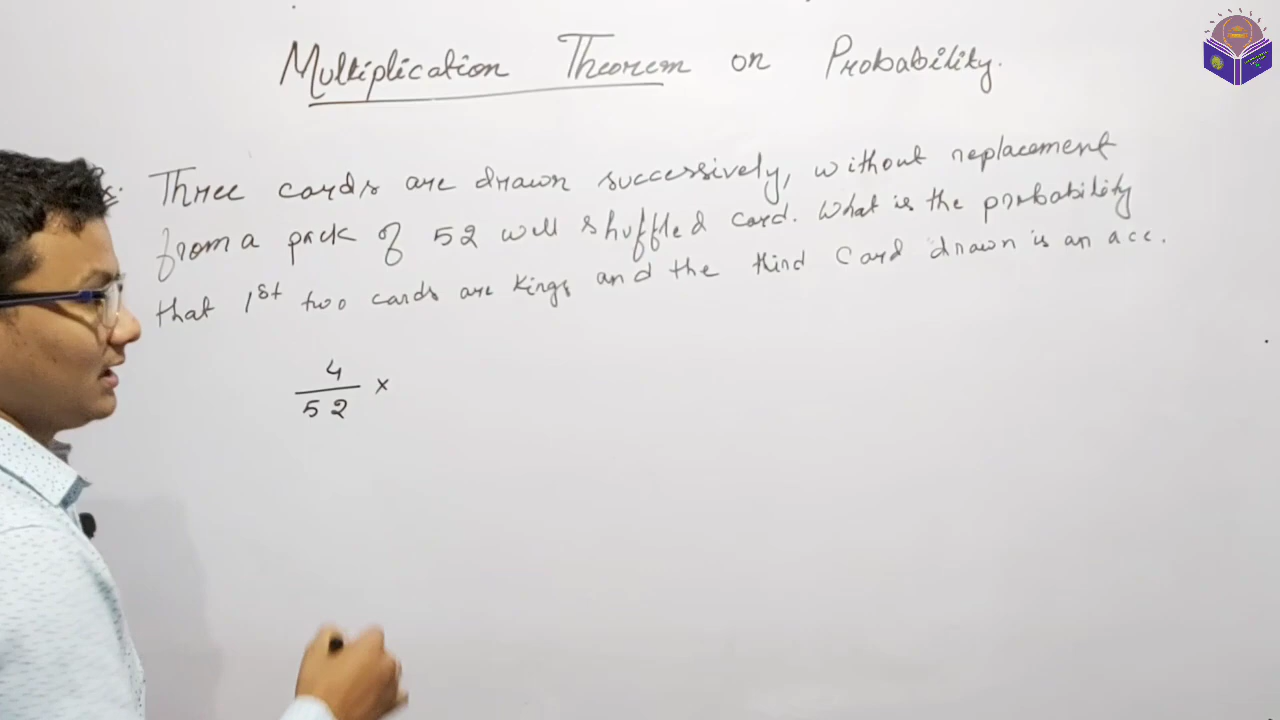 Multiplication Theorem on Probability.
Three cards are drawn successively, without replacement
from a pack of 52 well shuffled card. What is the probability
that 1st two cards are kings and the third card drawn is an ace.
4
52 ×